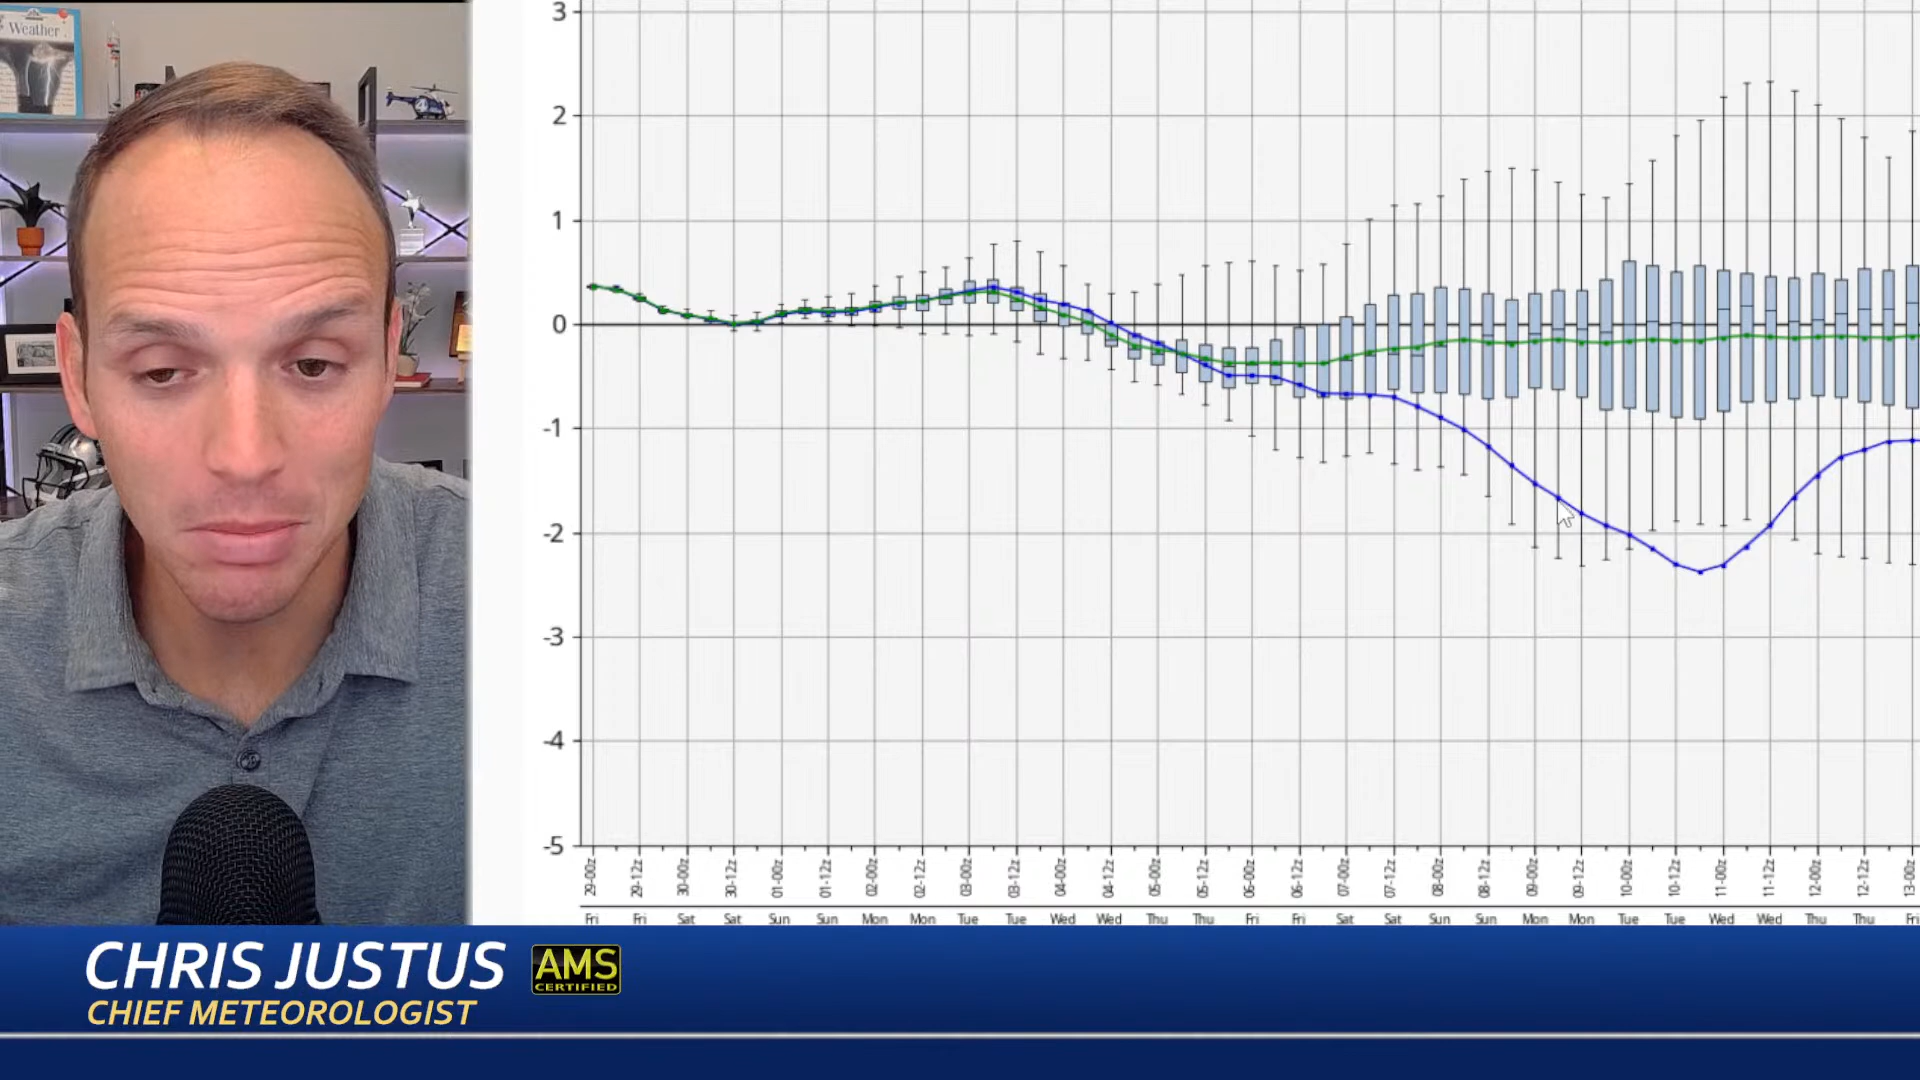 Weather
4
3
2
1
0
-1
-2
-3
-4
-5
29-00z 29-12z 30-00z 30-12z 01-00z 01-12z 02-00z 02-12z 03-00z 03-12z 04-00z 04-12z 05-00z 05-12z 06-00z 06-12z 07-00z 07-12z 08-00z 08-12z 09-00z 09-12z 10-00z 10-12z 11-00z 11-12z 12-00z 12-12z 13-00z
Fri Fri Sat Sat Sun Sun Mon Mon Tue Tue Wed Wed Thu Thu Fri Fri Sat Sat Sun Sun Mon Mon Tue Tue Wed Wed Thu Thu Fri
CHRIS JUSTUS
AMS
CERTIFIED
CHIEF METEOROLOGIST